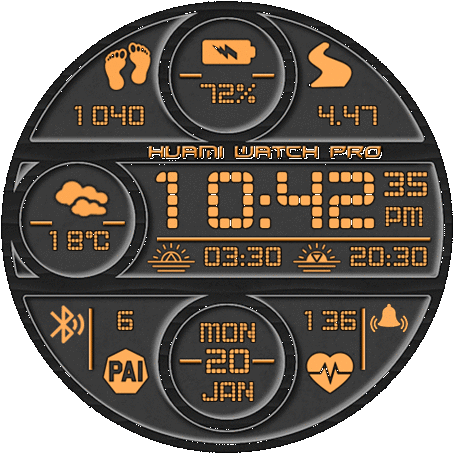 72%
1040
4.47
HUAMI WATCH PRO
10:42 35
PM
18°C
03:30 20:30
6
136
PAI
MON
20
JAN